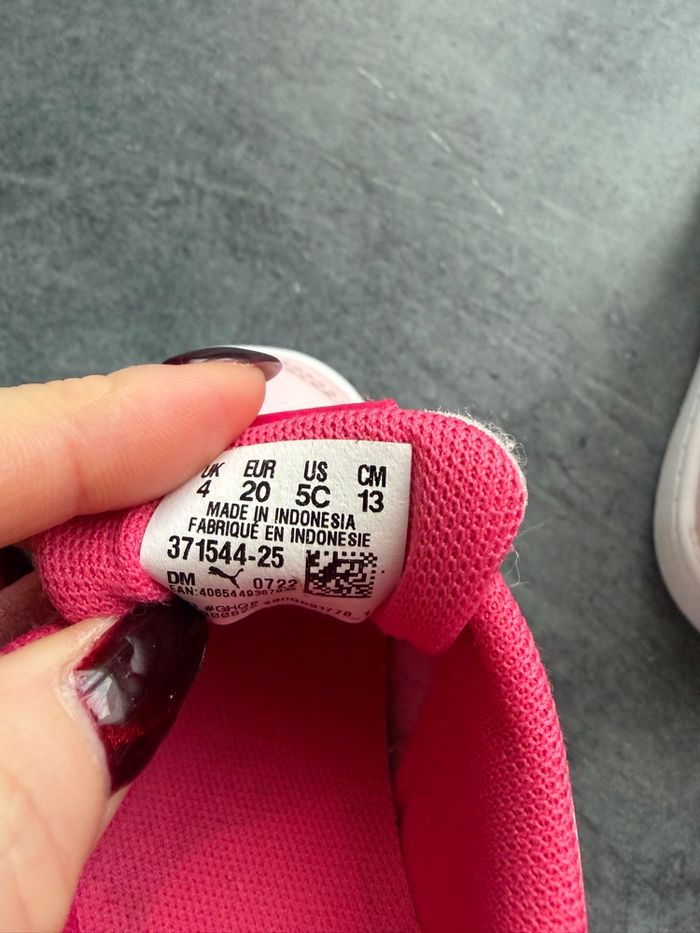 UK EUR US CM
4 20 5C 13
MADE IN INDONESIA
FABRIQUÉ EN INDONESIE
371544-25
DM 0722